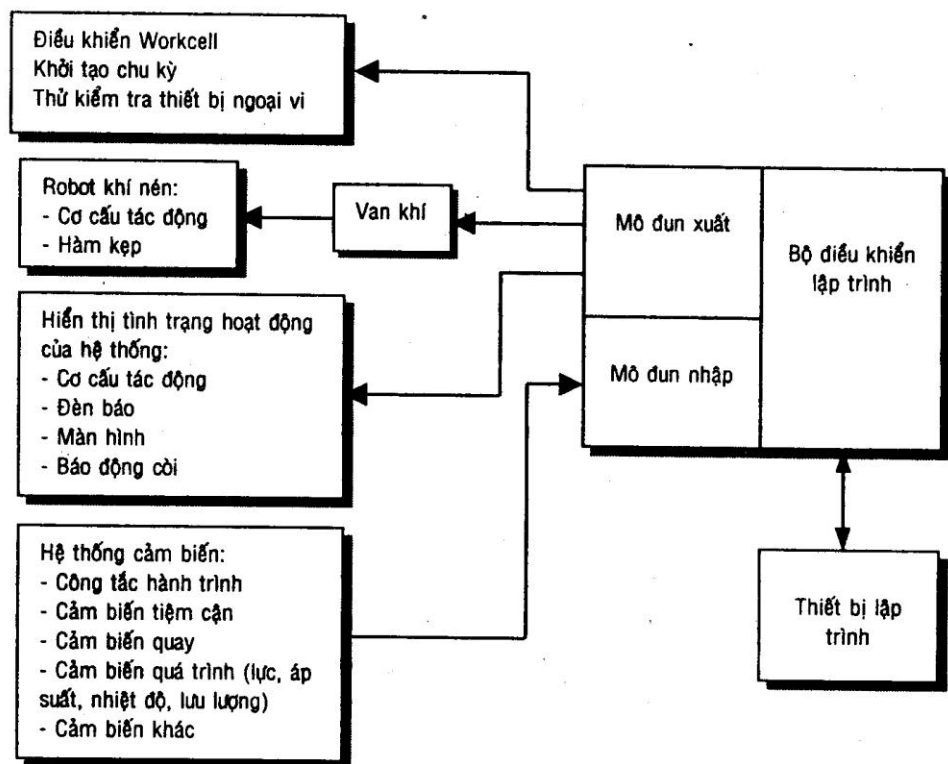 Điều khiển Workcell
Khởi tạo chu kỳ
Thử kiểm tra thiết bị ngoại vi
Robot khí nén:
- Cơ cấu tác động
- Hàm kẹp
Van khí
Mô đun xuất
Bộ điều khiển
lập trình
Hiển thị tình trạng hoạt động
của hệ thống:
- Cơ cấu tác động
- Đèn báo
- Màn hình
- Báo động còi
Mô đun nhập
Hệ thống cảm biến:
- Công tắc hành trình
- Cảm biến tiệm cận
- Cảm biến quay
- Cảm biến quá trình (lực, áp
suất, nhiệt độ, lưu lượng)
- Cảm biến khác
Thiết bị lập
trình